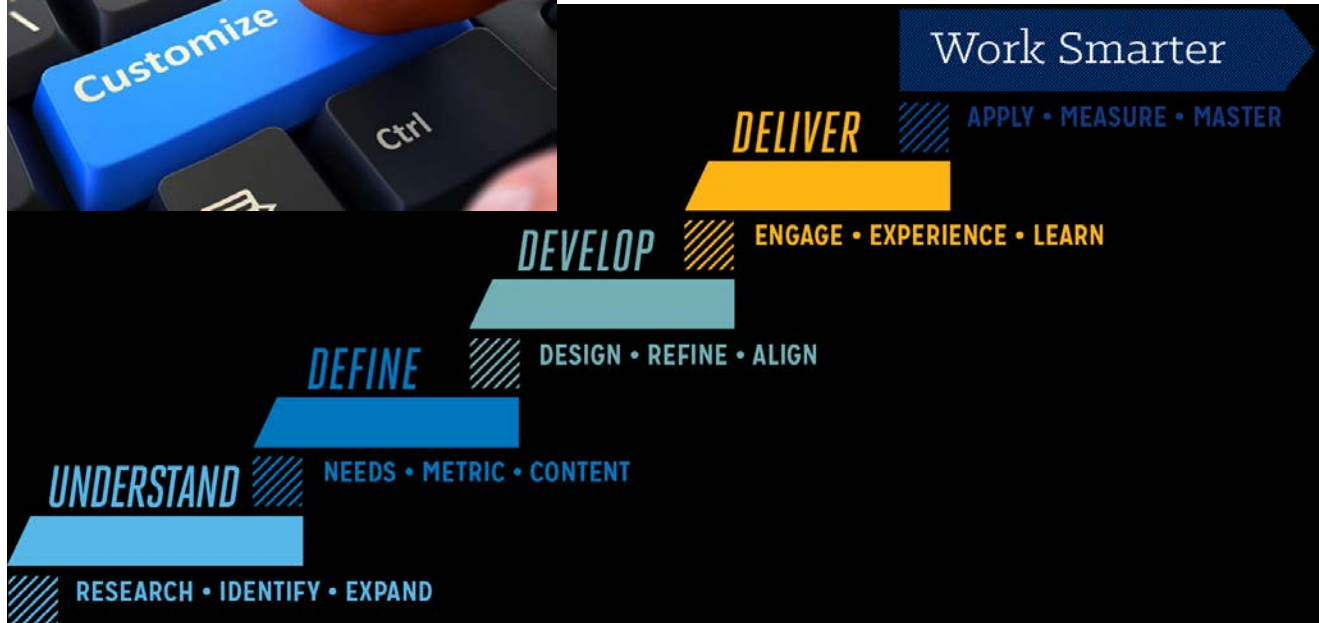 Customize
Ctrl
Work Smarter
APPLY • MEASURE • MASTER
DELIVER
ENGAGE • EXPERIENCE • LEARN
DEVELOP
DESIGN • REFINE • ALIGN
DEFINE
NEEDS • METRIC • CONTENT
UNDERSTAND
RESEARCH • IDENTIFY • EXPAND